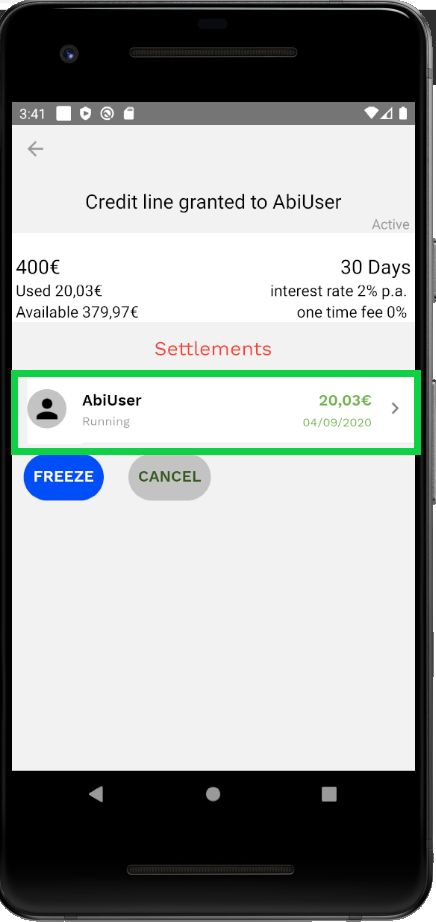 3:41
Credit line granted to AbiUser
Active
400€ 30 Days
Used 20,03€ interest rate 2% p.a.
Available 379,97€ one time fee 0%
Settlements
AbiUser 20,03€
Running 04/09/2020
FREEZE CANCEL